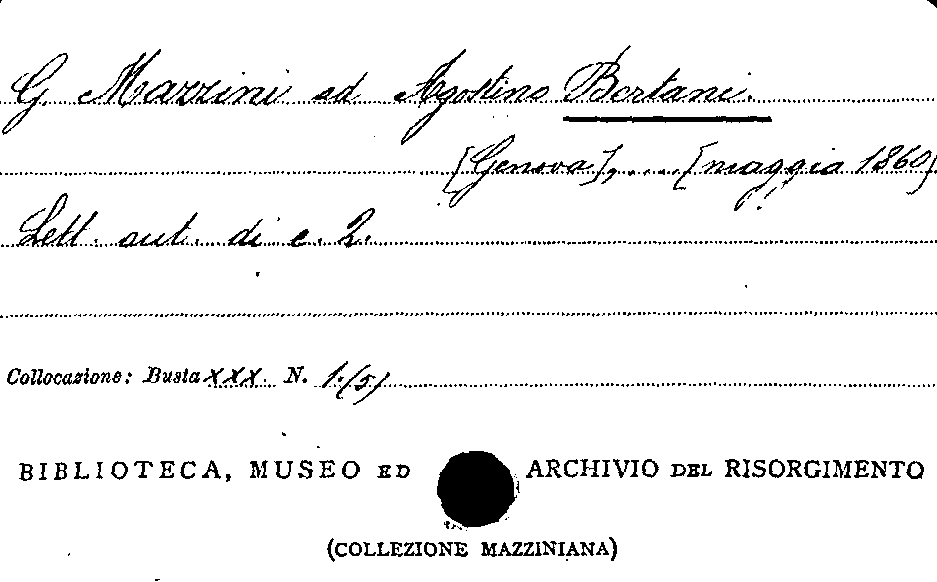 G. Mazzini ad Agostino Bertani.
[Genova], .... [maggio 1860]
Lett. aut. di c. 2.
Collocazione: Busta XXX. N. 1.(5)
BIBLIOTECA, MUSEO ED ARCHIVIO DEL RISORGIMENTO
(COLLEZIONE MAZZINIANA)